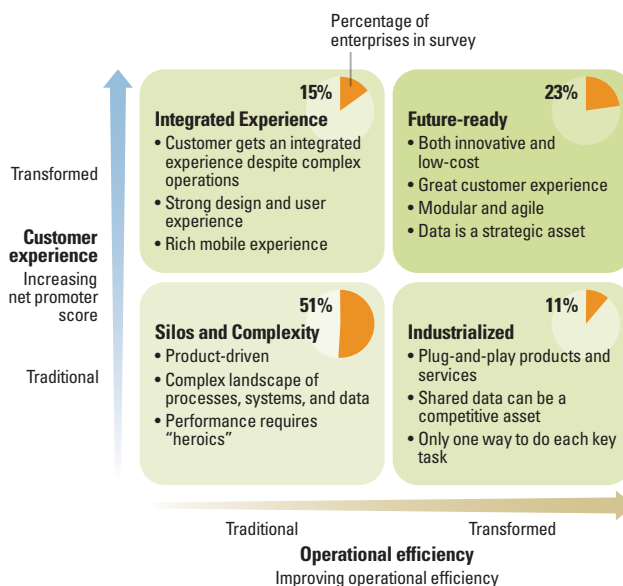 Percentage of
enterprises in survey
15%
Integrated Experience
• Customer gets an integrated
experience despite complex
operations
• Strong design and user
experience
• Rich mobile experience
23%
Future-ready
• Both innovative and
low-cost
• Great customer experience
• Modular and agile
• Data is a strategic asset
Transformed
Customer
experience
Increasing
net promoter
score
Traditional
51%
Silos and Complexity
• Product-driven
• Complex landscape of
processes, systems, and data
• Performance requires
“heroics”
11%
Industrialized
• Plug-and-play products and
services
• Shared data can be a
competitive asset
• Only one way to do each key
task
Traditional
Transformed
Operational efficiency
Improving operational efficiency